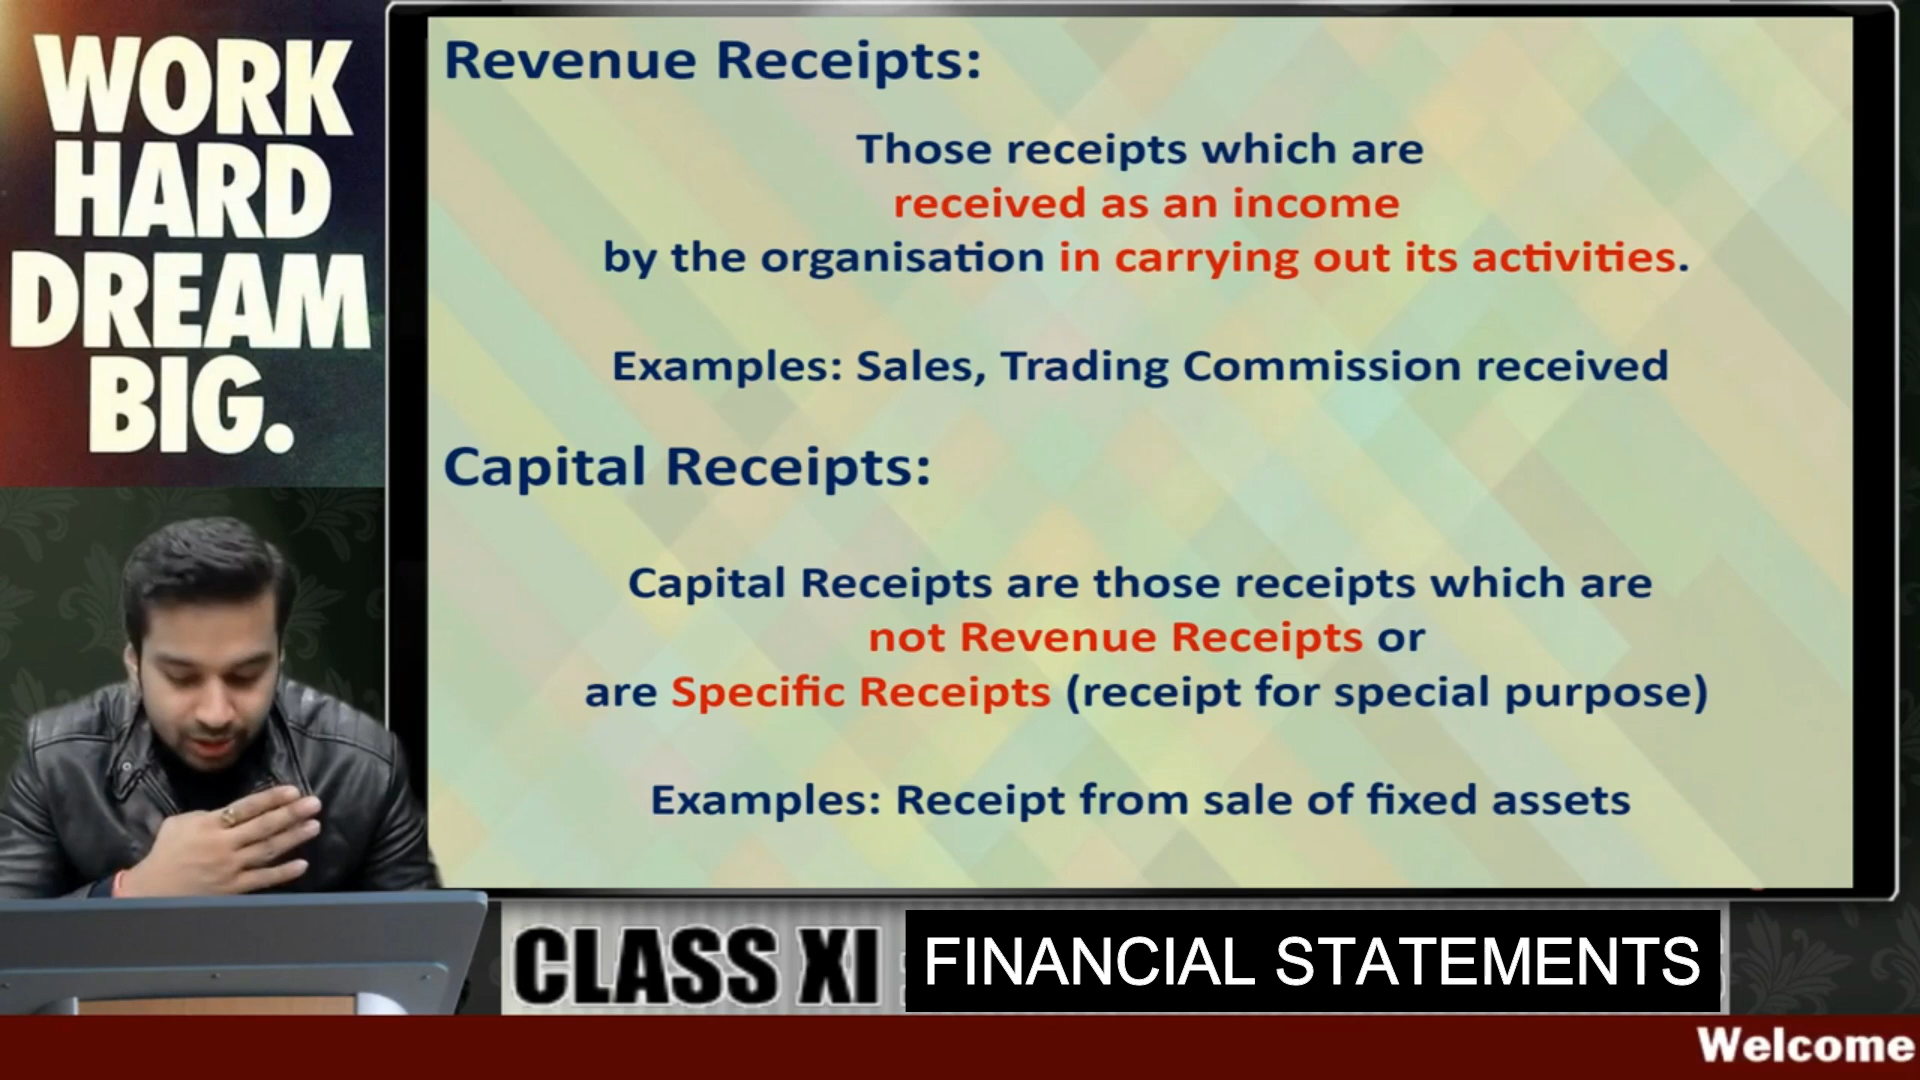 WORK
HARD
DREAM
BIG.
Revenue Receipts:
Those receipts which are
received as an income
by the organisation in carrying out its activities.
Examples: Sales, Trading Commission received
Capital Receipts:
Capital Receipts are those receipts which are
not Revenue Receipts or
are Specific Receipts (receipt for special purpose)
Examples: Receipt from sale of fixed assets
CLASS XI FINANCIAL STATEMENTS
Welcome